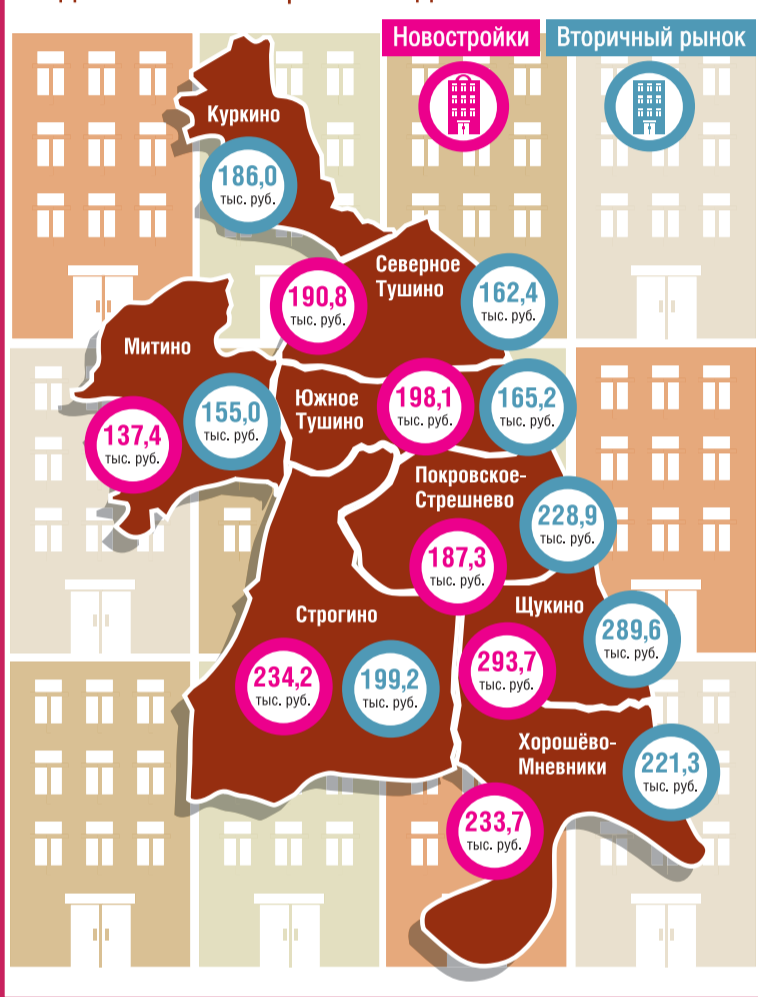 Новостройки
Вторичный рынок
Куркино
186,0
тыс. руб.
Северное
Тушино
190,8
тыс. руб.
162,4
тыс. руб.
Митино
137,4
тыс. руб.
155,0
тыс. руб.
Южное
Тушино
198,1
тыс. руб.
165,2
тыс. руб.
Покровское-
Стрешнево
187,3
тыс. руб.
228,9
тыс. руб.
Строгино
234,2
тыс. руб.
199,2
тыс. руб.
Щукино
293,7
тыс. руб.
289,6
тыс. руб.
Хорошёво-
Мневники
233,7
тыс. руб.
221,3
тыс. руб.